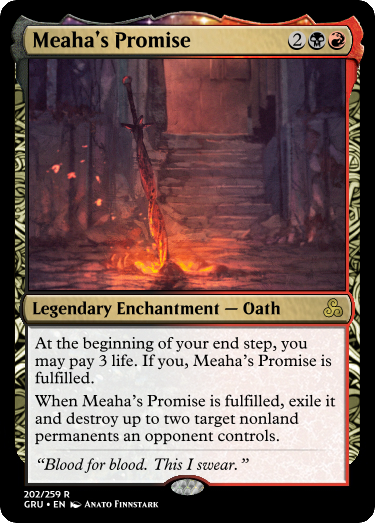 Meaha's Promise 2
Legendary Enchantment — Oath
At the beginning of your end step, you
may pay 3 life. If you, Meaha's Promise is
fulfilled.
When Meaha's Promise is fulfilled, exile it
and destroy up to two target nonland
permanents an opponent controls.
“Blood for blood. This I swear.”
202/259 R
GRU • EN Anato Finnstark